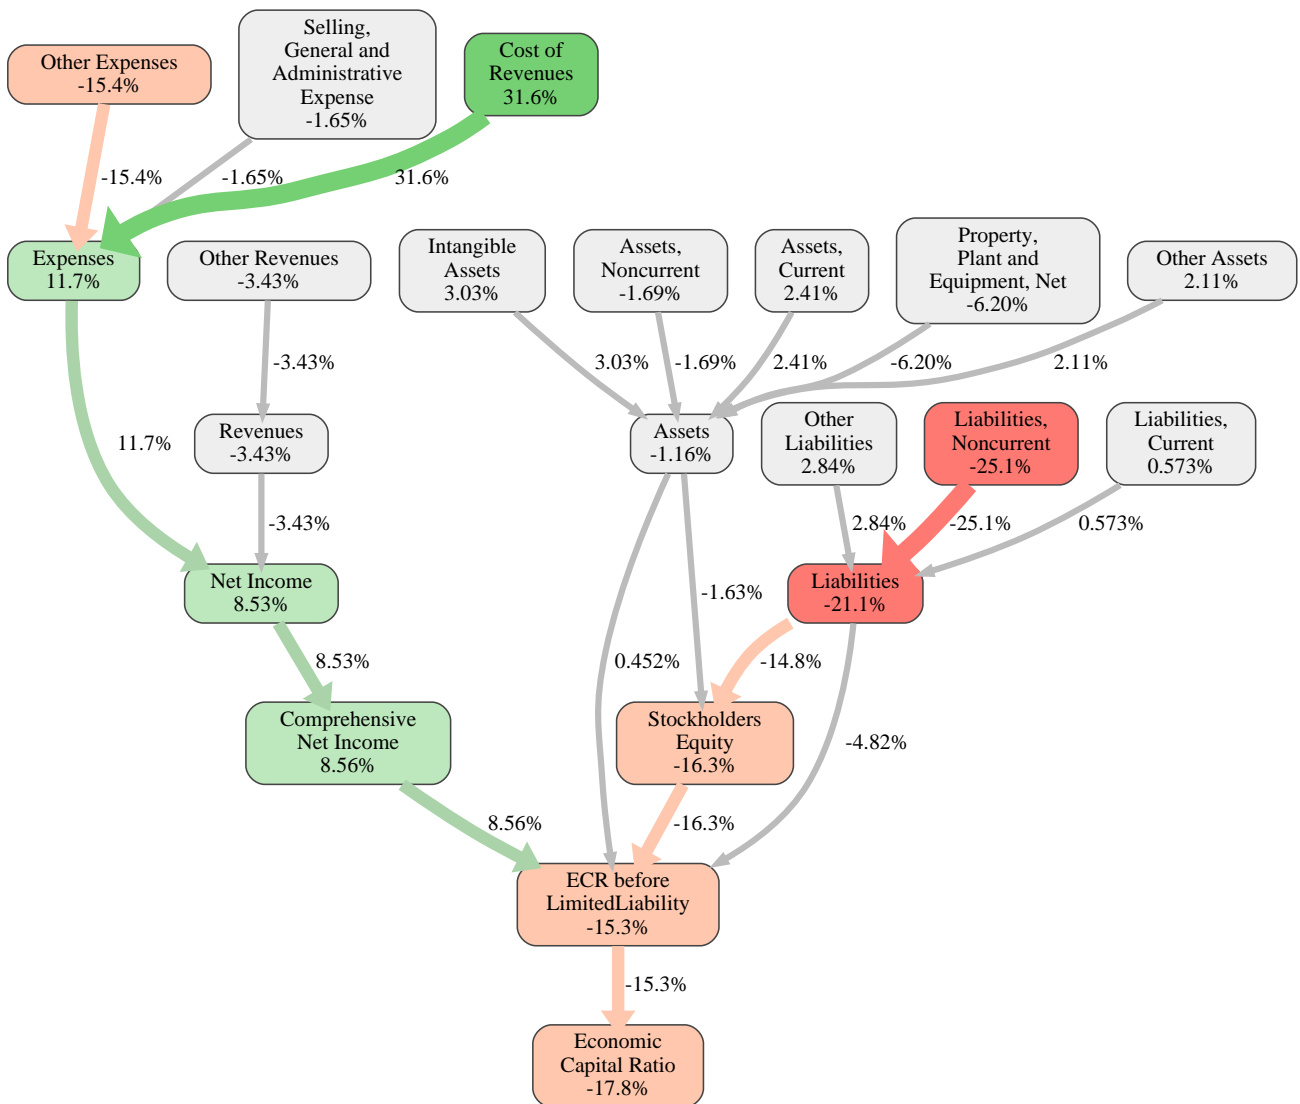 Other Expenses
-15.4%
Selling,
General and
Administrative
Expense
-1.65%
Cost of
Revenues
31.6%
-15.4%
-1.65%
31.6%
Expenses
11.7%
Other Revenues
-3.43%
Intangible
Assets
3.03%
Assets,
Noncurrent
-1.69%
Assets,
Current
2.41%
Property,
Plant and
Equipment, Net
-6.20%
Other Assets
2.11%
-3.43%
3.03%
-1.69%
2.41%
-6.20%
2.11%
11.7%
Revenues
-3.43%
Assets
-1.16%
Other
Liabilities
2.84%
Liabilities,
Noncurrent
-25.1%
Liabilities,
Current
0.573%
-3.43%
2.84%
-25.1%
0.573%
Net Income
8.53%
-1.63%
Liabilities
-21.1%
8.53%
0.452%
-14.8%
Comprehensive
Net Income
8.56%
Stockholders
Equity
-16.3%
-4.82%
8.56%
-16.3%
ECR before
LimitedLiability
-15.3%
-15.3%
Economic
Capital Ratio
-17.8%